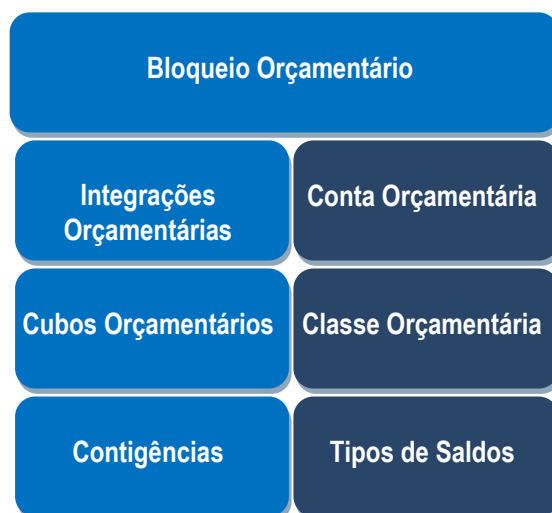 Bloqueio Orçamentário
Integrações
Orçamentárias
Conta Orçamentária
Cubos Orçamentários
Classe Orçamentária
Contigências
Tipos de Saldos